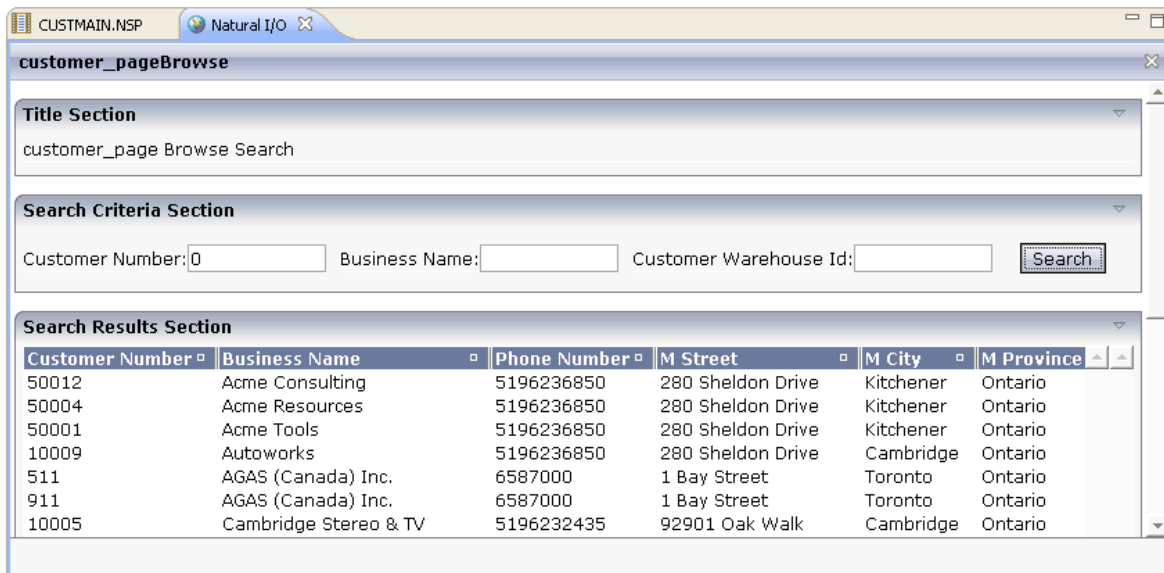 CUSTMAIN.NSP Natural I/O
customer_pageBrowse
Title Section
customer_page Browse Search
Search Criteria Section
Customer Number: 0 Business Name: Customer Warehouse Id: Search
Search Results Section
Customer Number Business Name Phone Number M Street M City M Province
50012 Acme Consulting 5196236850 280 Sheldon Drive Kitchener Ontario
50004 Acme Resources 5196236850 280 Sheldon Drive Kitchener Ontario
50001 Acme Tools 5196236850 280 Sheldon Drive Kitchener Ontario
10009 Autoworks 5196236850 280 Sheldon Drive Cambridge Ontario
511 AGAS (Canada) Inc. 6587000 1 Bay Street Toronto Ontario
911 AGAS (Canada) Inc. 6587000 1 Bay Street Toronto Ontario
10005 Cambridge Stereo & TV 5196232435 92901 Oak Walk Cambridge Ontario